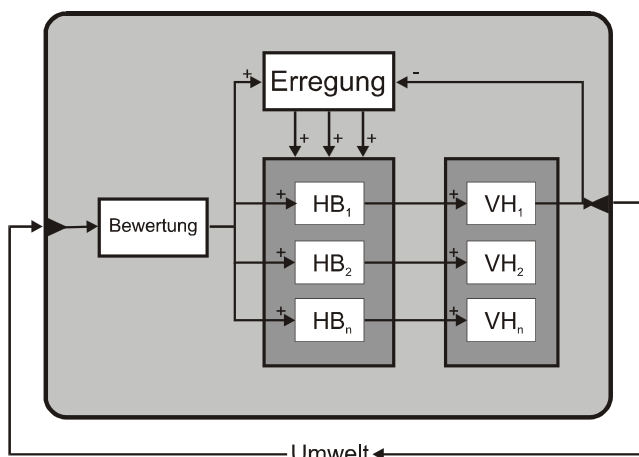 + Erregung -
+ + +
+ HB1 + VH1
Bewertung
+ HB2 + VH2
+ HBn + VHn
Umwelt